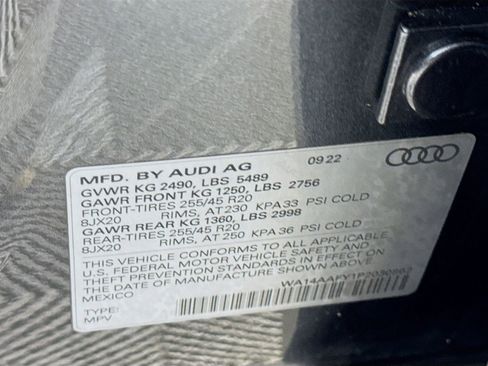 MFD. BY AUDI AG 09 22
GVWR KG 2490, LBS 5489
GAWR FRONT KG 1250, LBS 2756
FRONT-TIRES 255/45 R20
8JX20 RIMS, AT 230 KPA 33 PSI COLD
GAWR REAR KG 1360, LBS 2998
REAR-TIRES 255/45 R20
8JX20 RIMS, AT 250 KPA 36 PSI COLD
THIS VEHICLE CONFORMS TO ALL APPLICABLE
U.S. FEDERAL MOTOR VEHICLE SAFETY AND
THEFT PREVENTION STANDARDS IN EFFECT ON
THE DATE OF MANUFACTURE SHOWN ABOVE
MEXICO
TYPE:
MPV